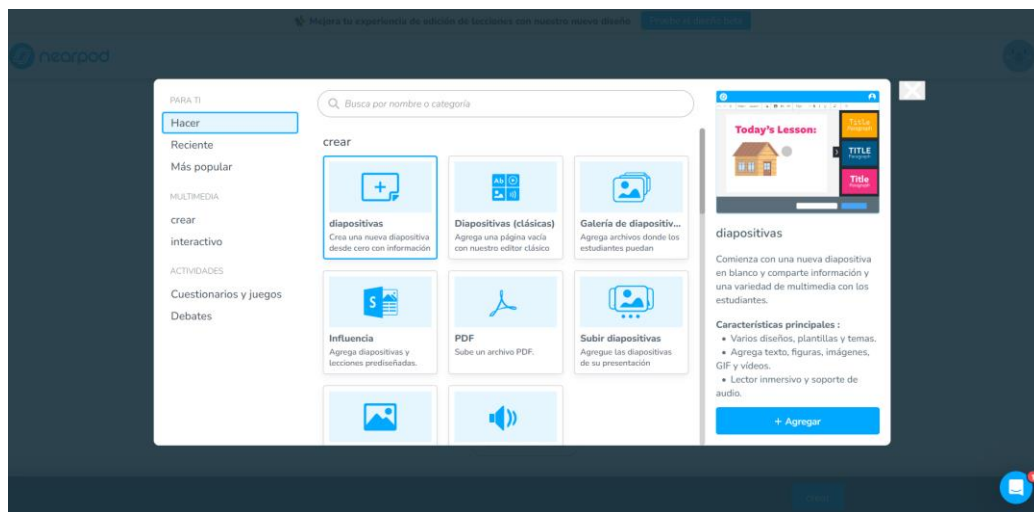 Mejora tu experiencia de edición de lecciones con nuestro nuevo diseño
nearpod
PARA TI
Hacer
Reciente
Más popular
MULTIMEDIA
crear
interactivo
ACTIVIDADES
Cuestionarios y juegos
Debates
Busca por nombre o categoría
crear
diapositivas
Crea una nueva diapositiva
desde cero con información
Diapositivas (clásicas)
Agrega una página vacía
con nuestro editor clásico
Galería de diapositiv...
Agrega archivos donde los
estudiantes puedan
Influencia
Agrega diapositivas y
lecciones prediseñadas.
PDF
Sube un archivo PDF.
Subir diapositivas
Agregue las diapositivas
de su presentación
Today's Lesson:
Title
Paragraph
TITLE
Paragraph
Title
Paragraph
diapositivas
Comienza con una nueva diapositiva
en blanco y comparte información y
una variedad de multimedia con los
estudiantes.
Características principales :
• Varios diseños, plantillas y temas.
• Agrega texto, figuras, imágenes,
GIF y vídeos.
• Lector inmersivo y soporte de
audio.
+ Agregar